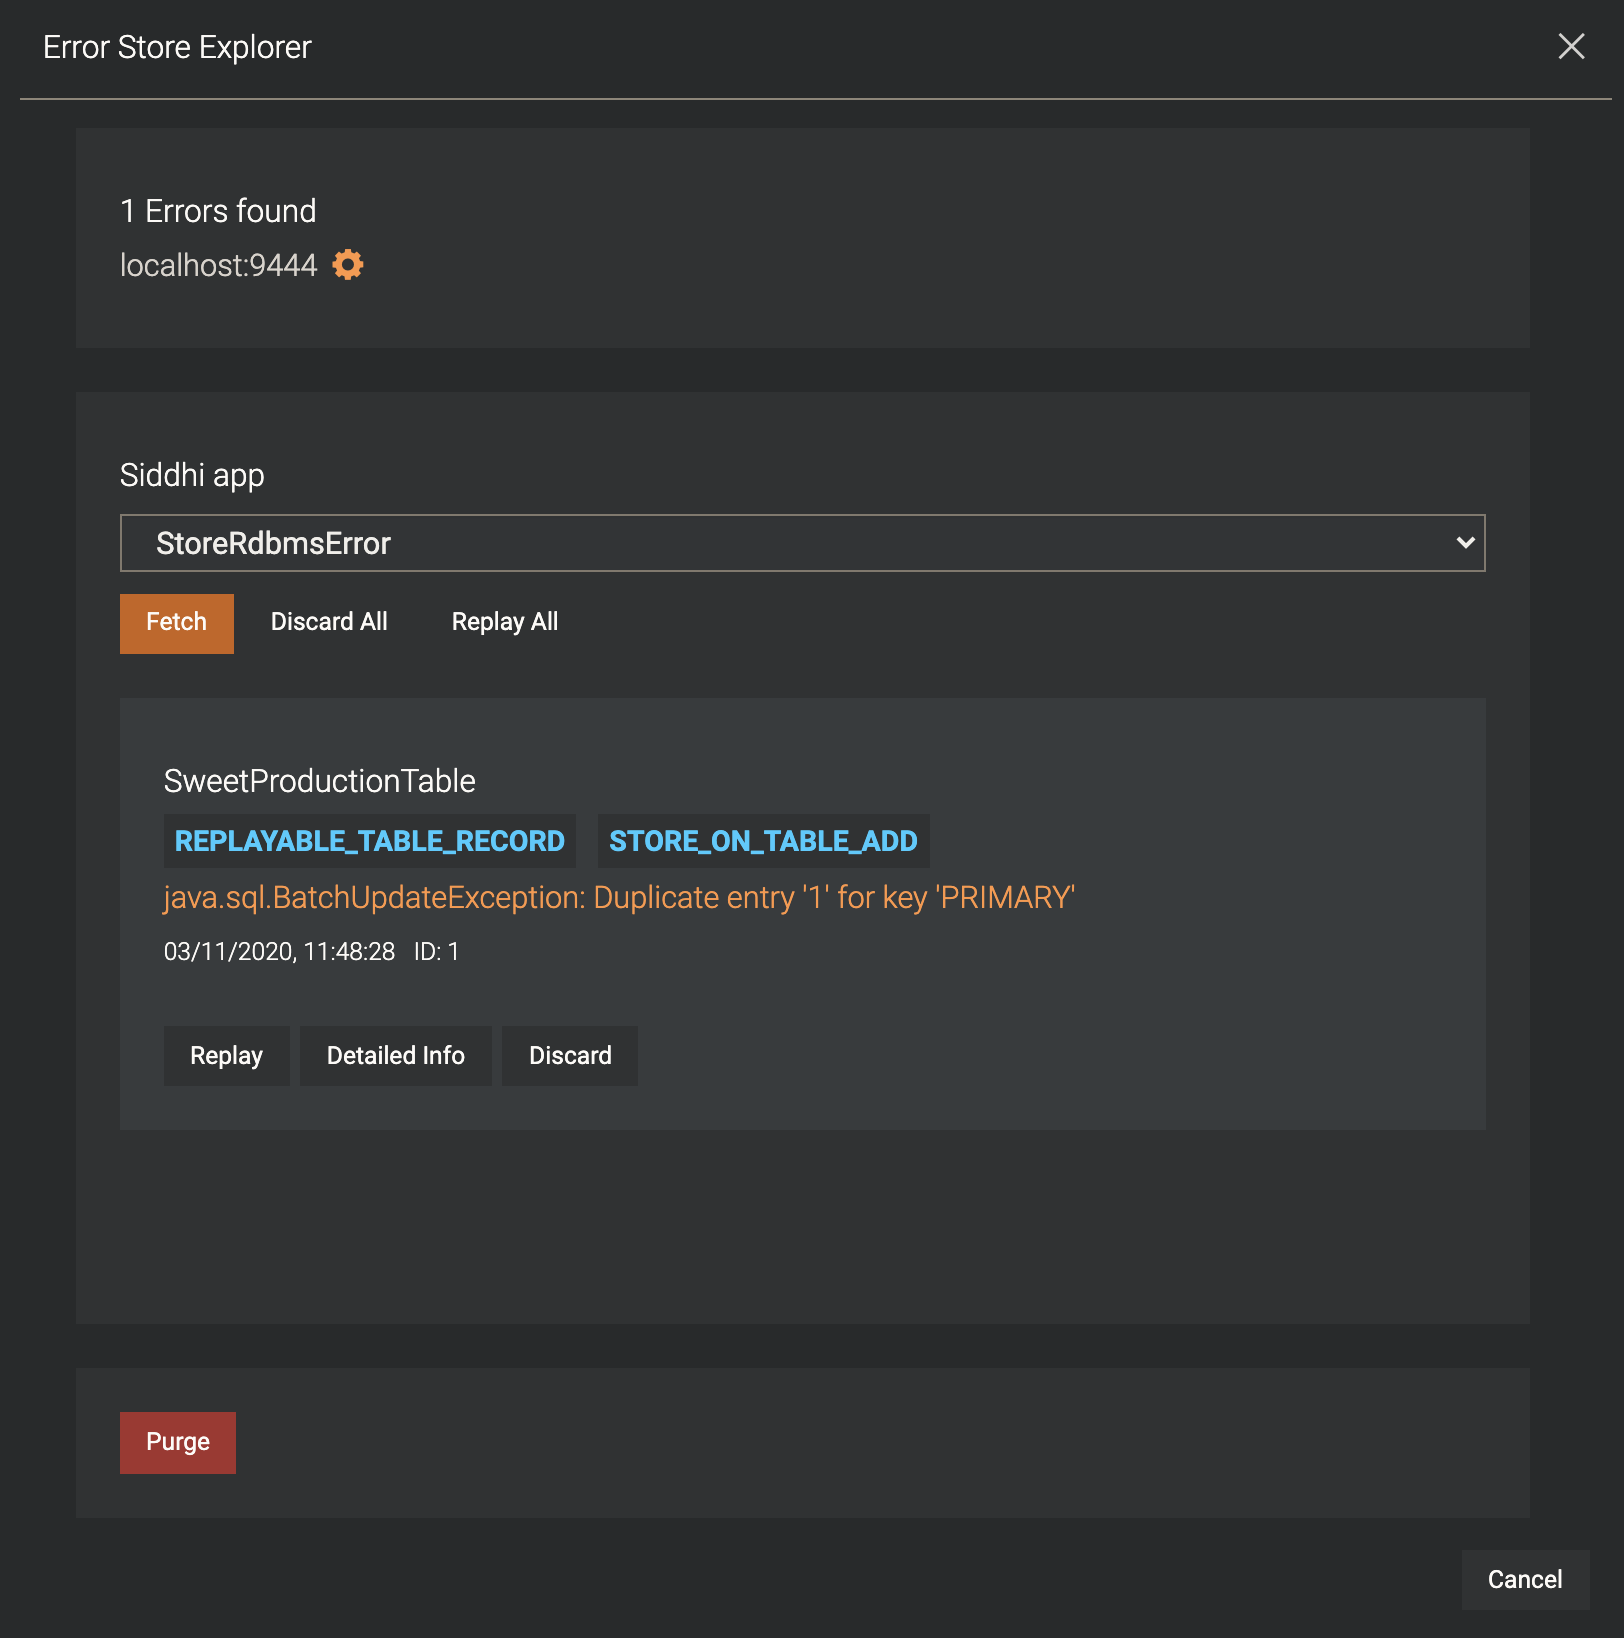 Error Store Explorer
1 Errors found
localhost:9444
Siddhi app
StoreRdbmsError
Fetch Discard All Replay All
SweetProductionTable
REPLAYABLE_TABLE_RECORD STORE_ON_TABLE_ADD
java.sql.BatchUpdateException: Duplicate entry '1' for key 'PRIMARY'
03/11/2020, 11:48:28 ID: 1
Replay Detailed Info Discard
Purge
Cancel